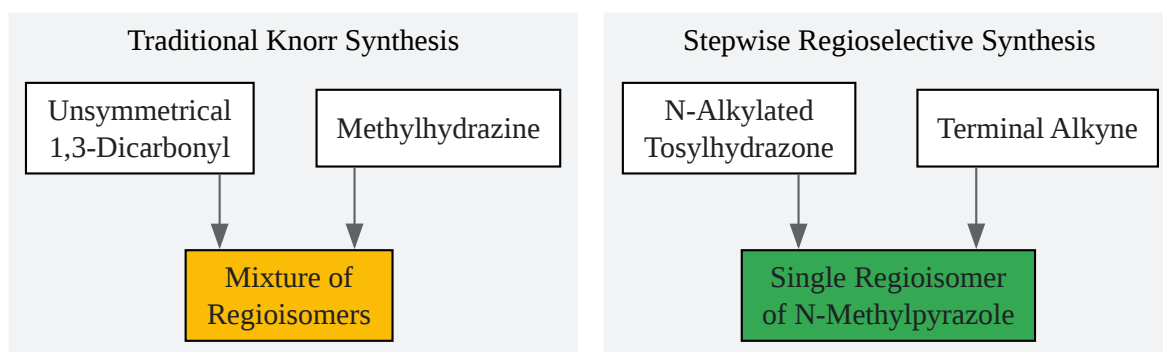 Traditional Knorr Synthesis
Unsymmetrical
1,3-Dicarbonyl
Methylhydrazine
Mixture of
Regioisomers
Stepwise Regioselective Synthesis
N-Alkylated
Tosylhydrazone
Terminal Alkyne
Single Regioisomer
of N-Methylpyrazole